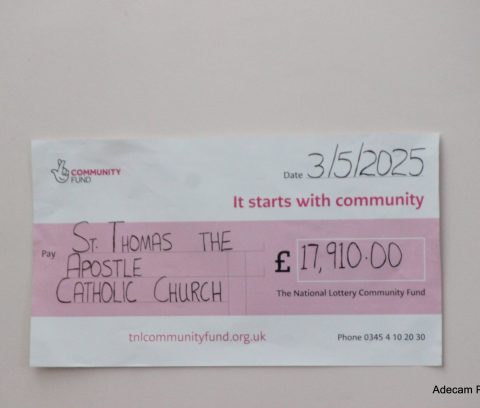 COMMUNITY
FUND
Date 3/5/2025
It starts with community
Pay St. Thomas the
Apostle
Catholic Church
£ 17,910.00
The National Lottery Community Fund
tnlcommunityfund.org.uk
Phone 0345 4 10 20 30
Adecam